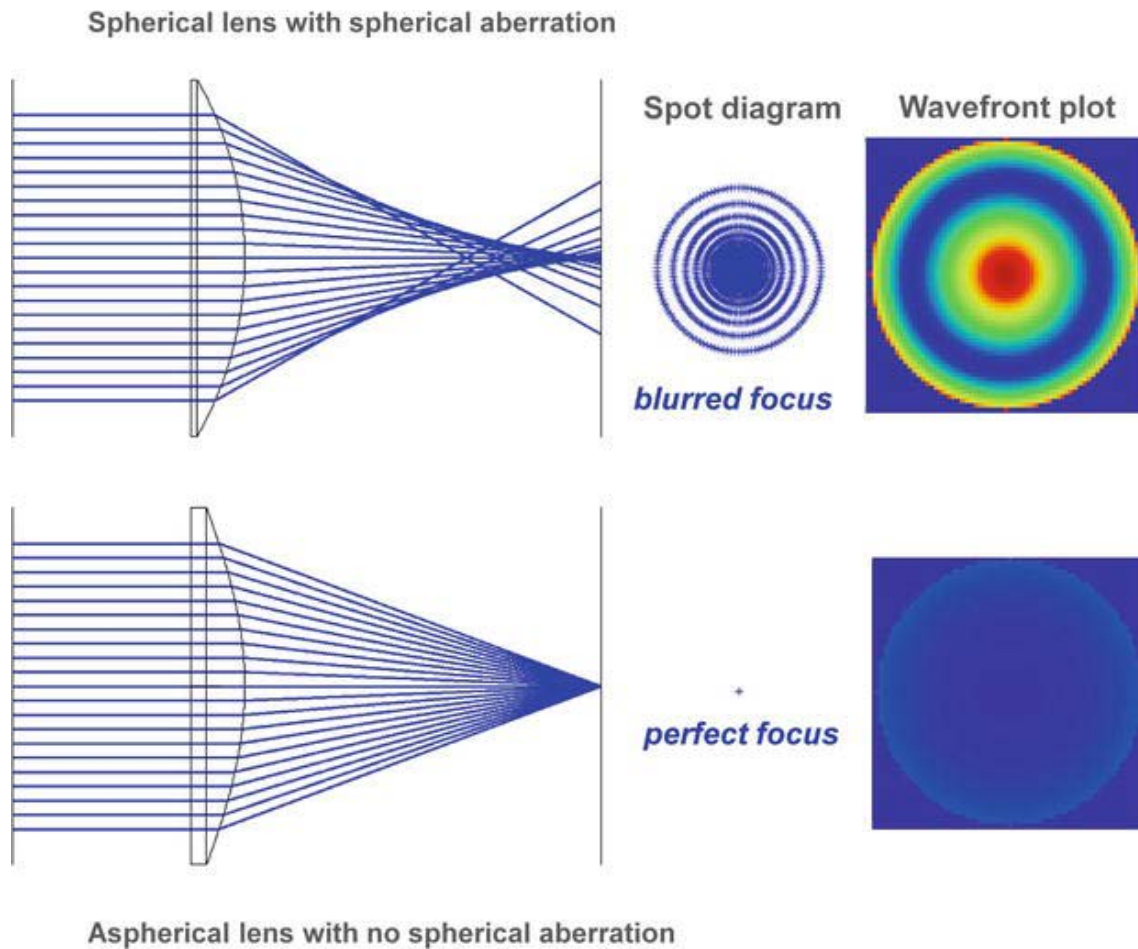 Spherical lens with spherical aberration
Spot diagram
Wavefront plot
blurred focus
perfect focus
Aspherical lens with no spherical aberration